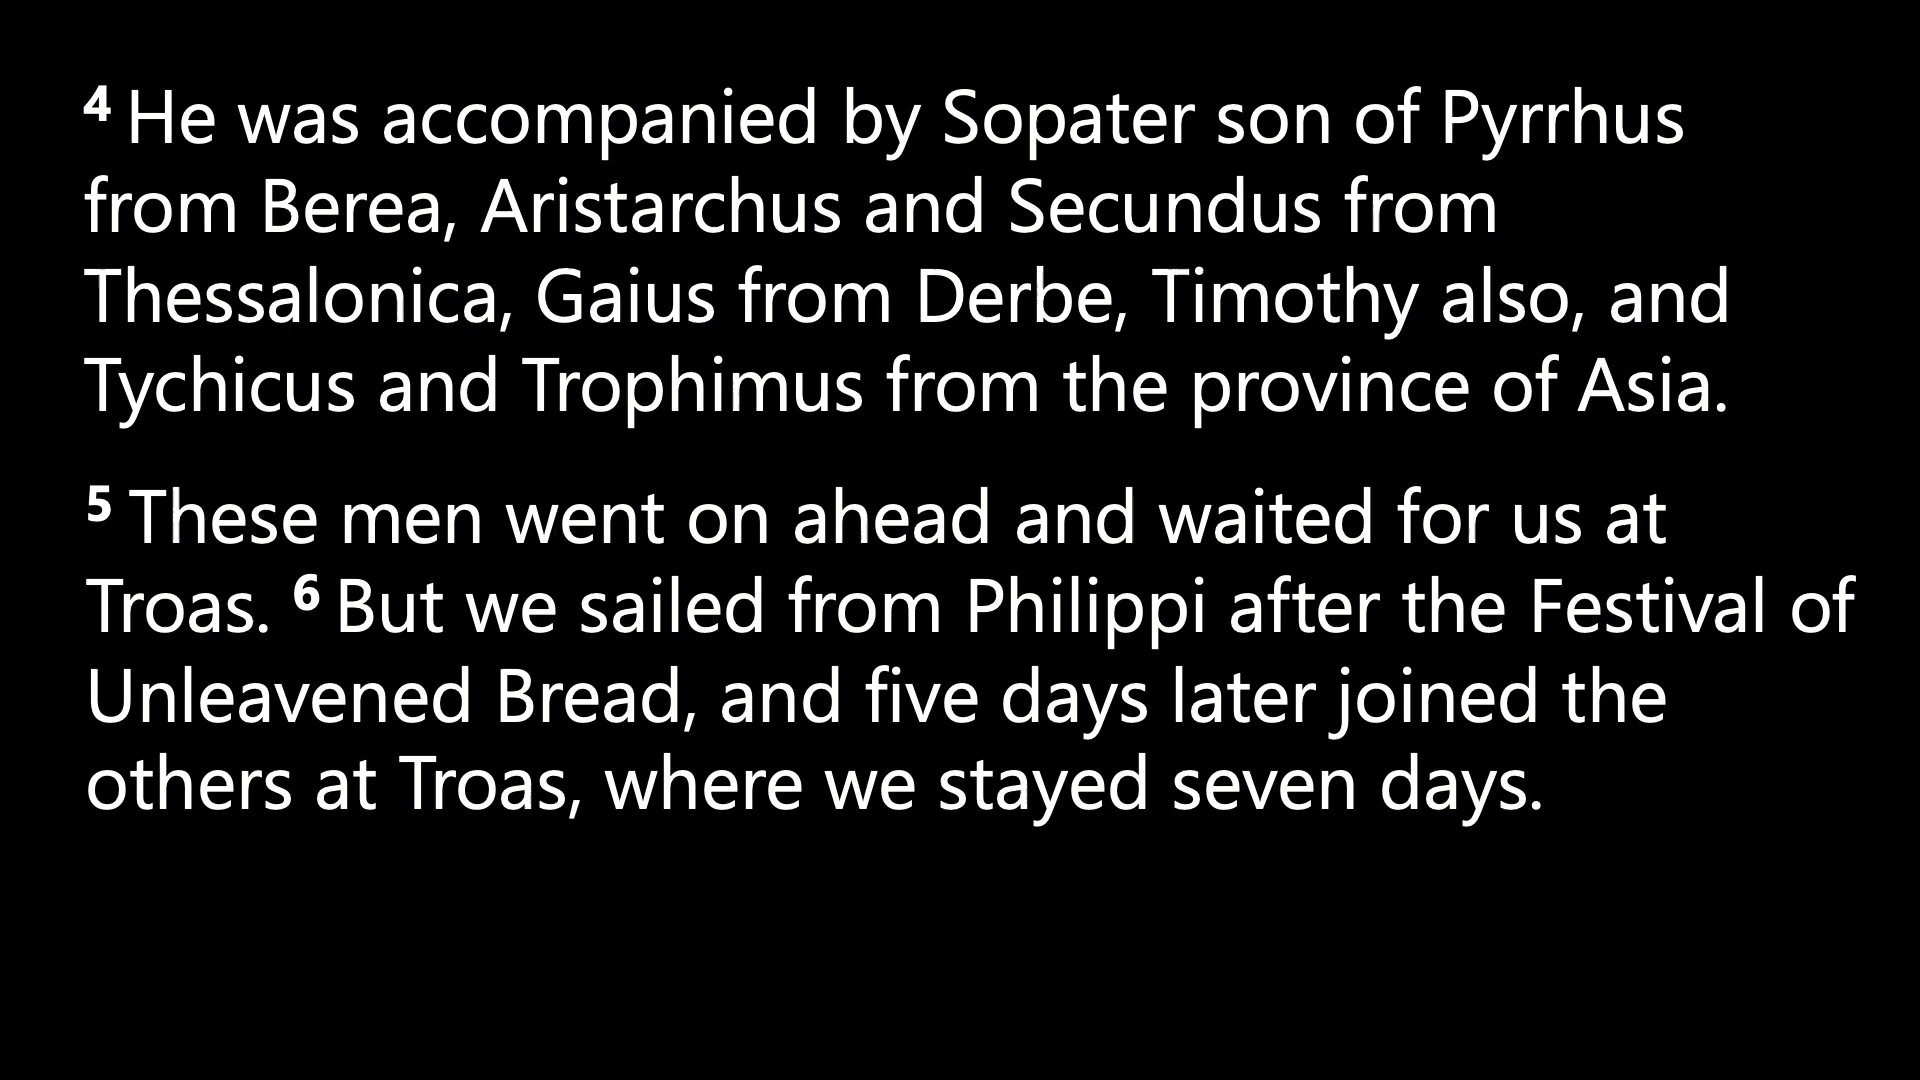 4 He was accompanied by Sopater son of Pyrrhus
from Berea, Aristarchus and Secundus from
Thessalonica, Gaius from Derbe, Timothy also, and
Tychicus and Trophimus from the province of Asia.
5 These men went on ahead and waited for us at
Troas. 6 But we sailed from Philippi after the Festival of
Unleavened Bread, and five days later joined the
others at Troas, where we stayed seven days.